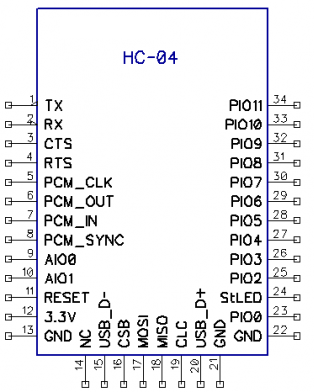 HC-04
1 TX PIO11 34
2 RX PIO10 33
3 CTS PIO9 32
4 RTS PIO8 31
5 PCM_CLK PIO7 30
6 PCM_OUT PIO6 29
7 PCM_IN PIO5 28
8 PCM_SYNC PIO4 27
9 AIO0 PIO3 26
10 AIO1 PIO2 25
11 RESET StLED 24
12 3.3V PIO0 23
13 GND GND 22
14 NC
15 USB_D-
16 CSB
17 MOSI
18 MISO
19 CLC
20 USB_D+
21 GND